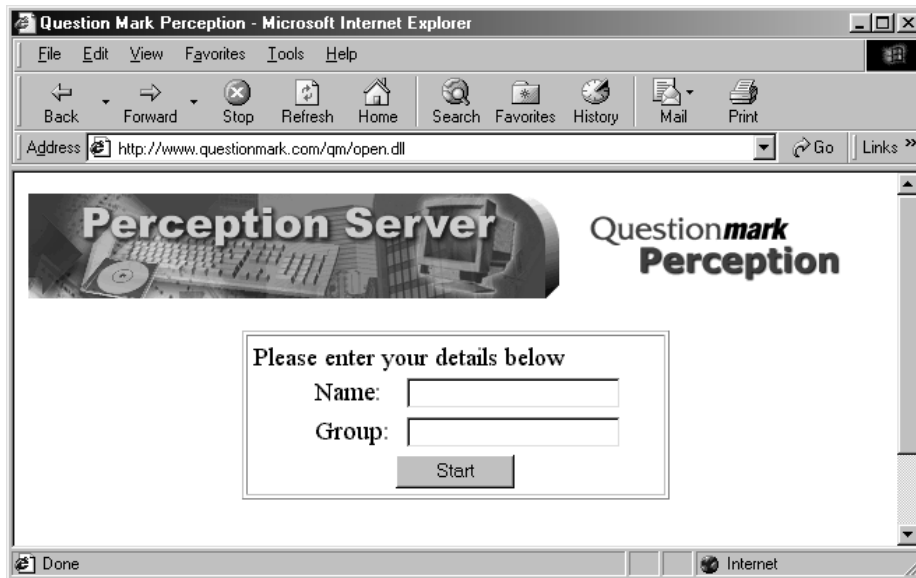 Question Mark Perception - Microsoft Internet Explorer
File Edit View Favorites Tools Help
Back Forward Stop Refresh Home Search Favorites History Mail Print
Address http://www.questionmark.com/qm/open.dll Go Links »
Perception Server
Questionmark
Perception
Please enter your details below
Name:
Group:
Start
Done Internet